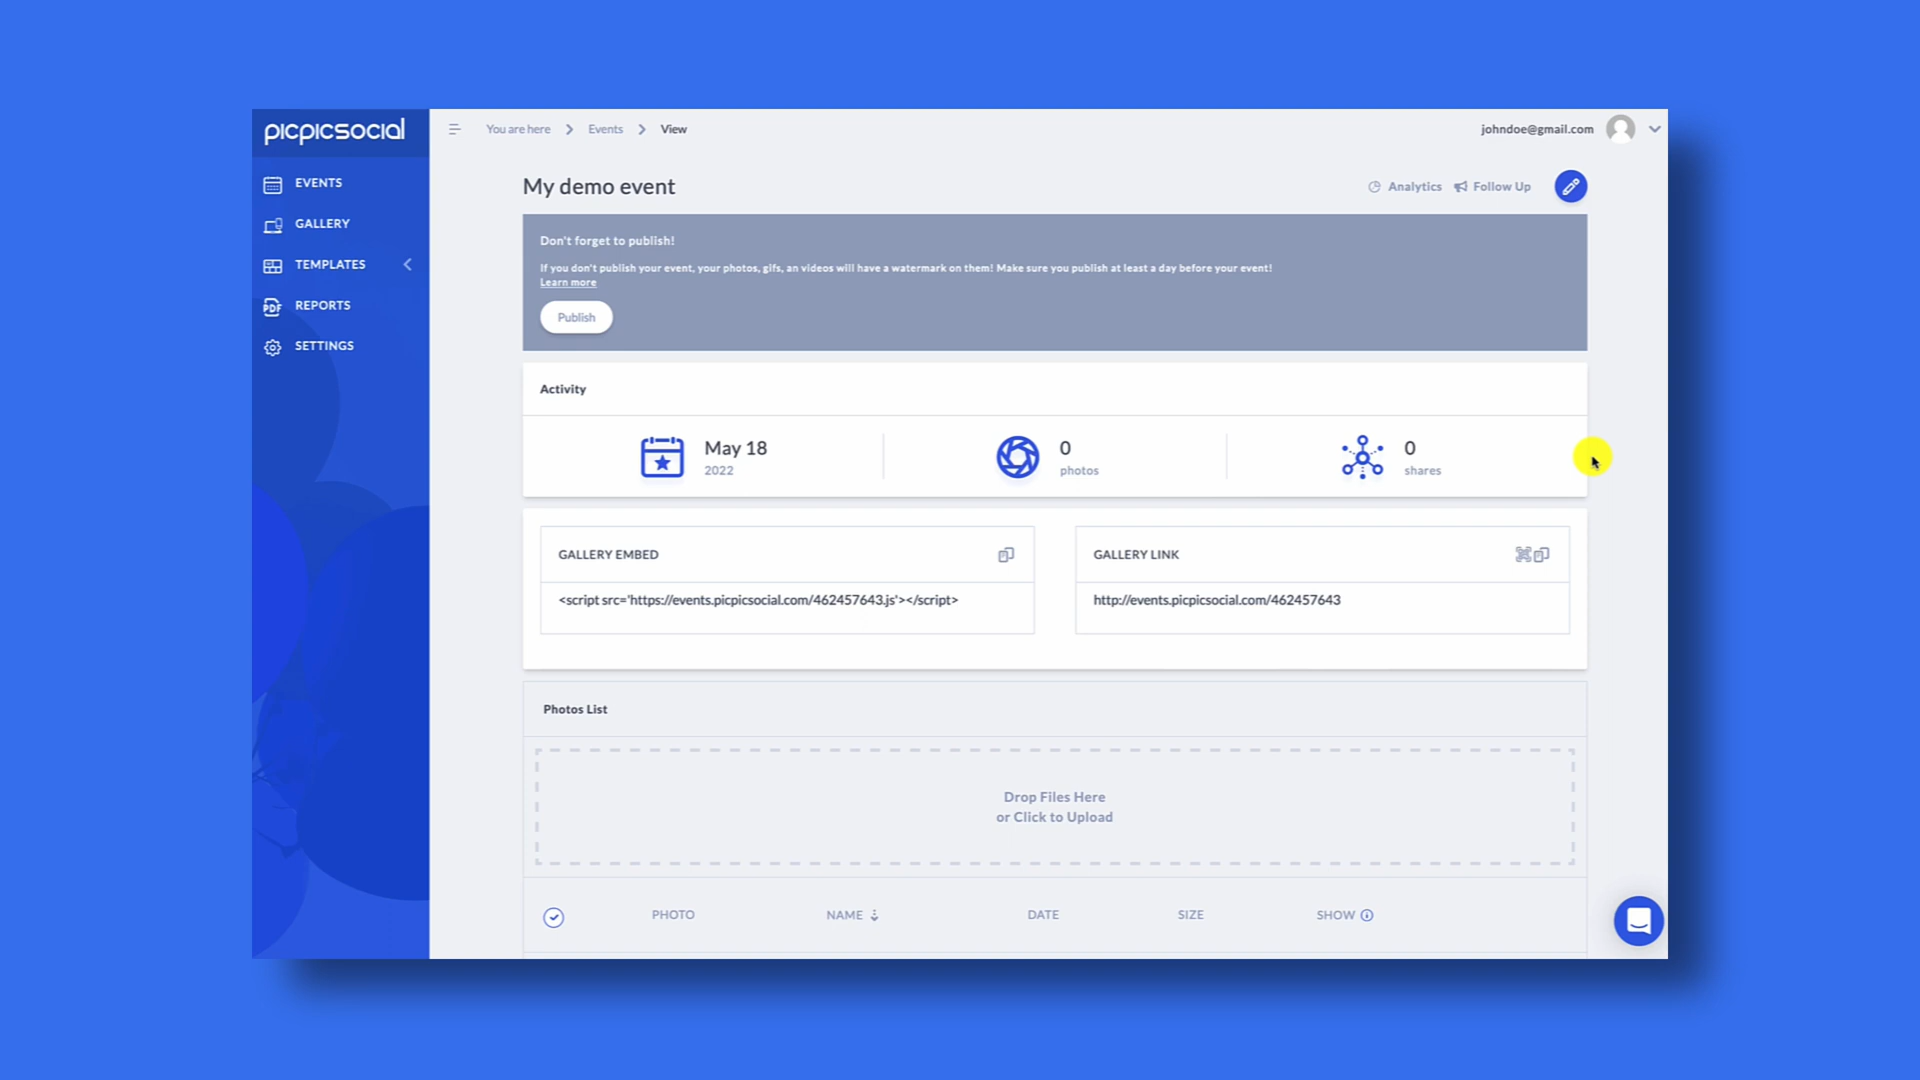 picpicsocial
You are here
Events
View
johndoe@gmail.com
EVENTS
GALLERY
TEMPLATES
PDF
REPORTS
SETTINGS
My demo event
Analytics
Follow Up
Don't forget to publish!
If you don't publish your event, your photos, gifs, an videos will have a watermark on them! Make sure you publish at least a day before your event!
Learn more
Publish
Activity
May 18
2022
0
photos
0
shares
GALLERY EMBED
<script src='https://events.picpicsocial.com/462457643.js'></script>
GALLERY LINK
http://events.picpicsocial.com/462457643
Photos List
Drop Files Here
or Click to Upload
PHOTO
NAME
DATE
SIZE
SHOW